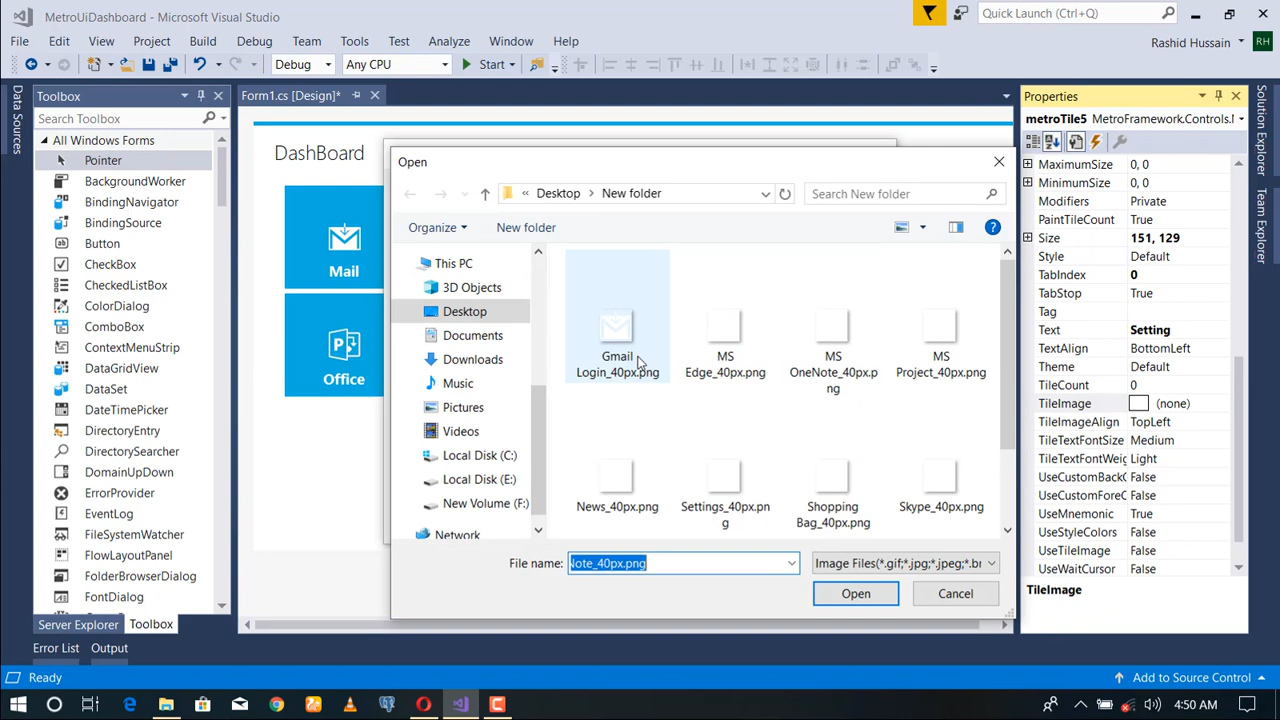 MetroUiDashboard - Microsoft Visual Studio
Quick Launch (Ctrl+Q)
File Edit View Project Build Debug Team Tools Test Analyze Window Help
Rashid Hussain RH
Debug Any CPU Start
Data Sources
Toolbox
Search Toolbox
All Windows Forms
Pointer
BackgroundWorker
BindingNavigator
BindingSource
Button
CheckBox
CheckedListBox
ColorDialog
ComboBox
ContextMenuStrip
DataGridView
DataSet
DateTimePicker
DirectoryEntry
DirectorySearcher
DomainUpDown
ErrorProvider
EventLog
FileSystemWatcher
FlowLayoutPanel
FolderBrowserDialog
FontDialog
Server Explorer Toolbox
Form1.cs [Design]*
DashBoard
Mail
Office
Open
« Desktop New folder
Search New folder
Organize New folder
This PC
3D Objects
Desktop
Documents
Downloads
Music
Pictures
Videos
Local Disk (C:)
Local Disk (E:)
New Volume (F:)
Network
Gmail
Login_40px.png
MS
Edge_40px.png
MS
OneNote_40px.p
ng
MS
Project_40px.png
News_40px.png
Settings_40px.pn
g
Shopping
Bag_40px.png
Skype_40px.png
File name: Note_40px.png
Image Files(*.gif;*.jpg;*.jpeg;*.br
Open Cancel
Properties
metroTile5 MetroFramework.Controls.M
MaximumSize 0, 0
MinimumSize 0, 0
Modifiers Private
PaintTileCount True
Size 151, 129
Style Default
TabIndex 0
TabStop True
Tag
Text Setting
TextAlign BottomLeft
Theme Default
TileCount 0
TileImage (none)
TileImageAlign TopLeft
TileTextFontSize Medium
TileTextFontWeig Light
UseCustomBack False
UseCustomFore False
UseMnemonic True
UseStyleColors False
UseTileImage False
UseWaitCursor False
TileImage
Solution Explorer
Team Explorer
Error List Output
Ready
Add to Source Control
4:50 AM